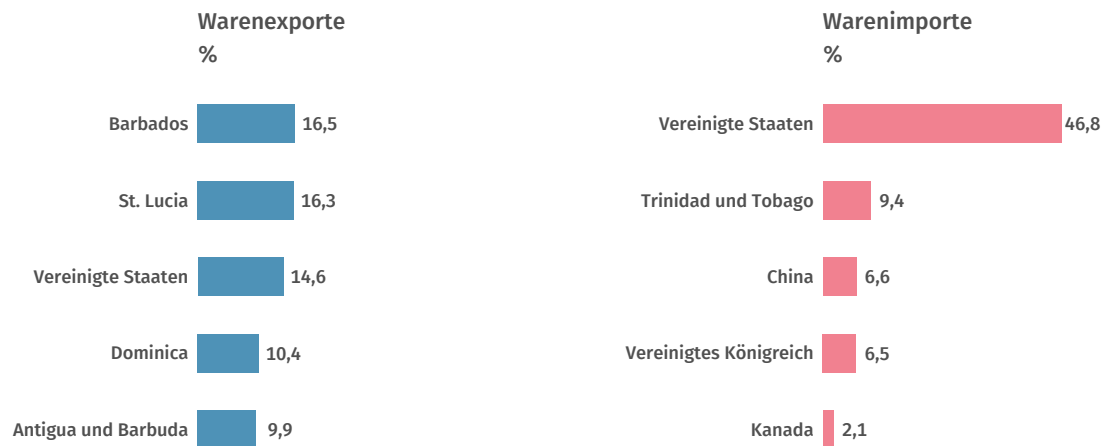 Warenexporte
%
Barbados 16,5
St. Lucia 16,3
Vereinigte Staaten 14,6
Dominica 10,4
Antigua und Barbuda 9,9
Warenimporte
%
Vereinigte Staaten 46,8
Trinidad und Tobago 9,4
China 6,6
Vereinigtes Königreich 6,5
Kanada 2,1